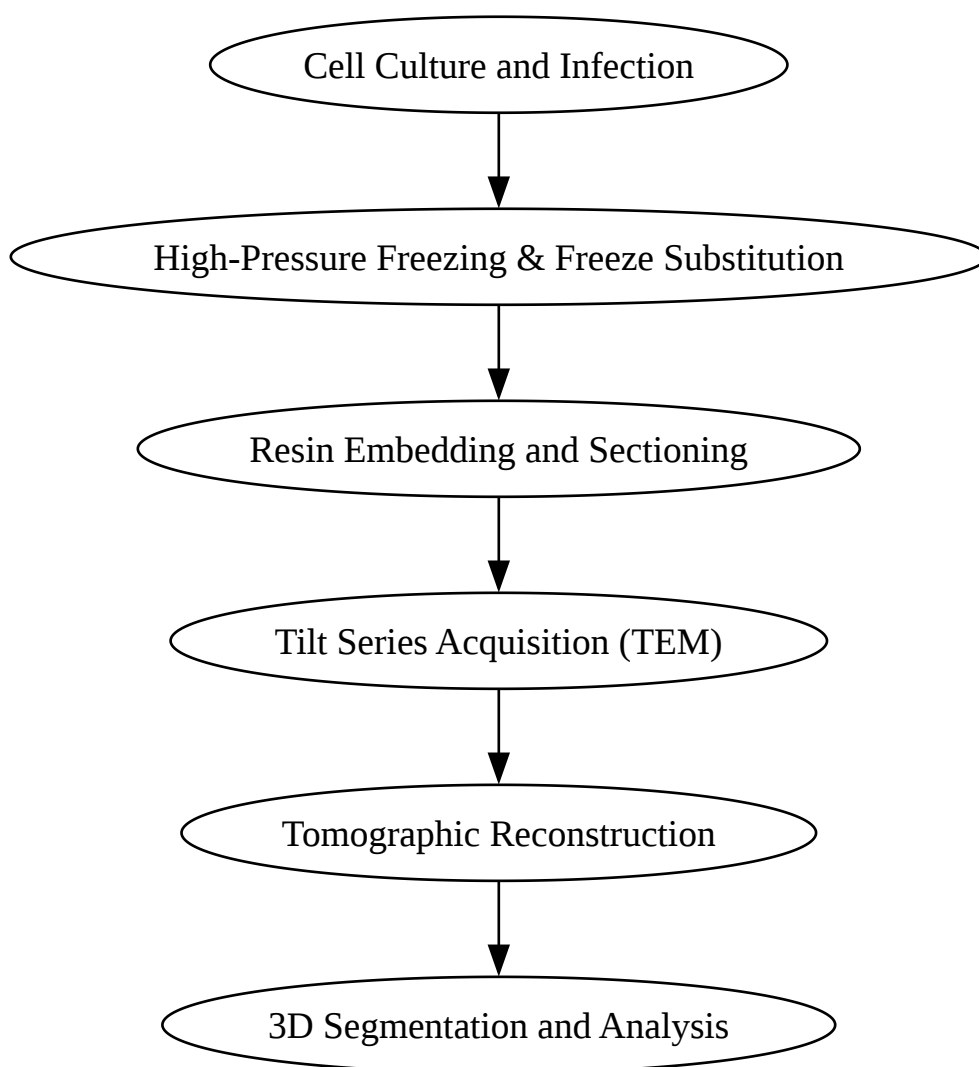 Cell Culture and Infection
High-Pressure Freezing & Freeze Substitution
Resin Embedding and Sectioning
Tilt Series Acquisition (TEM)
Tomographic Reconstruction
3D Segmentation and Analysis